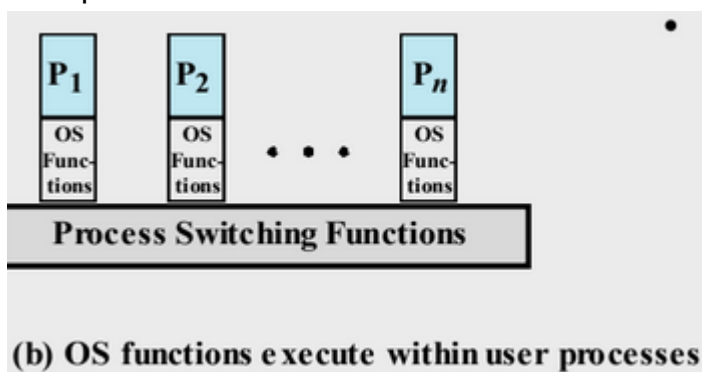 P1 P2 Pn
OS OS OS
Func- Func- Func-
tions tions tions
Process Switching Functions
(b) OS functions execute within user processes